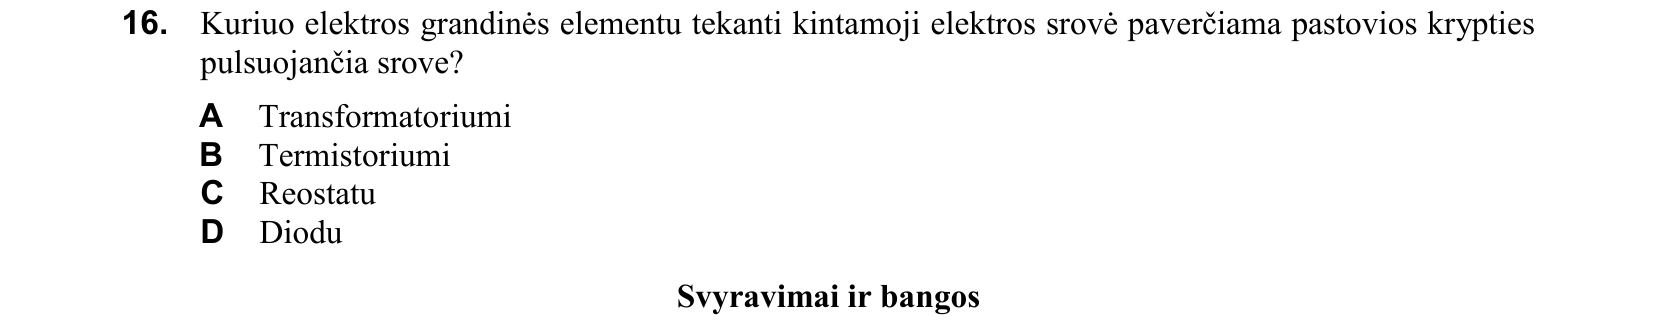 16. Kuriuo elektros grandinės elementu tekanti kintamoji elektros srovė paverčiama pastovios krypties
pulsuojančia srove?
A Transformatoriumi
B Termistoriumi
C Reostatu
D Diodu
Svyravimai ir bangos